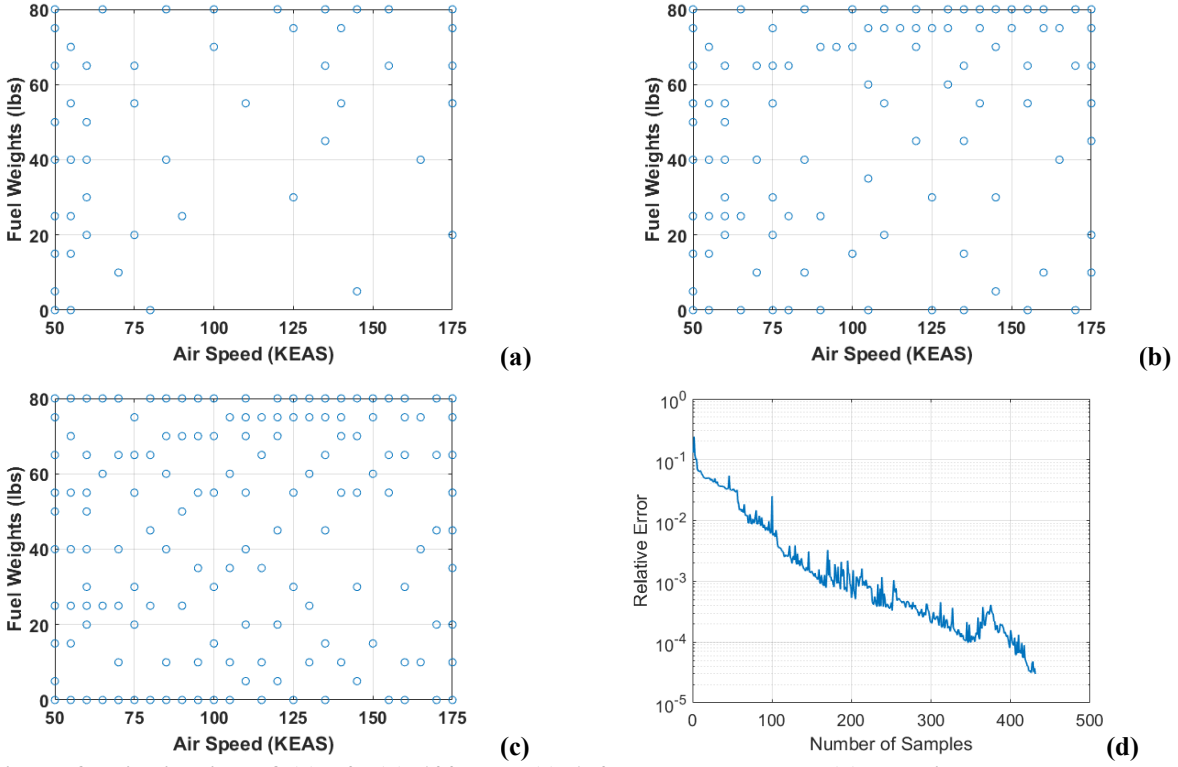 80
60
40
20
0
Fuel Weights (lbs)
50 75 100 125 150 175
Air Speed (KEAS)
(a)
80
60
40
20
0
Fuel Weights (lbs)
50 75 100 125 150 175
Air Speed (KEAS)
(b)
80
60
40
20
0
Fuel Weights (lbs)
50 75 100 125 150 175
Air Speed (KEAS)
(c)
10^0
10^-1
10^-2
10^-3
10^-4
10^-5
Relative Error
0 100 200 300 400 500
Number of Samples
(d)